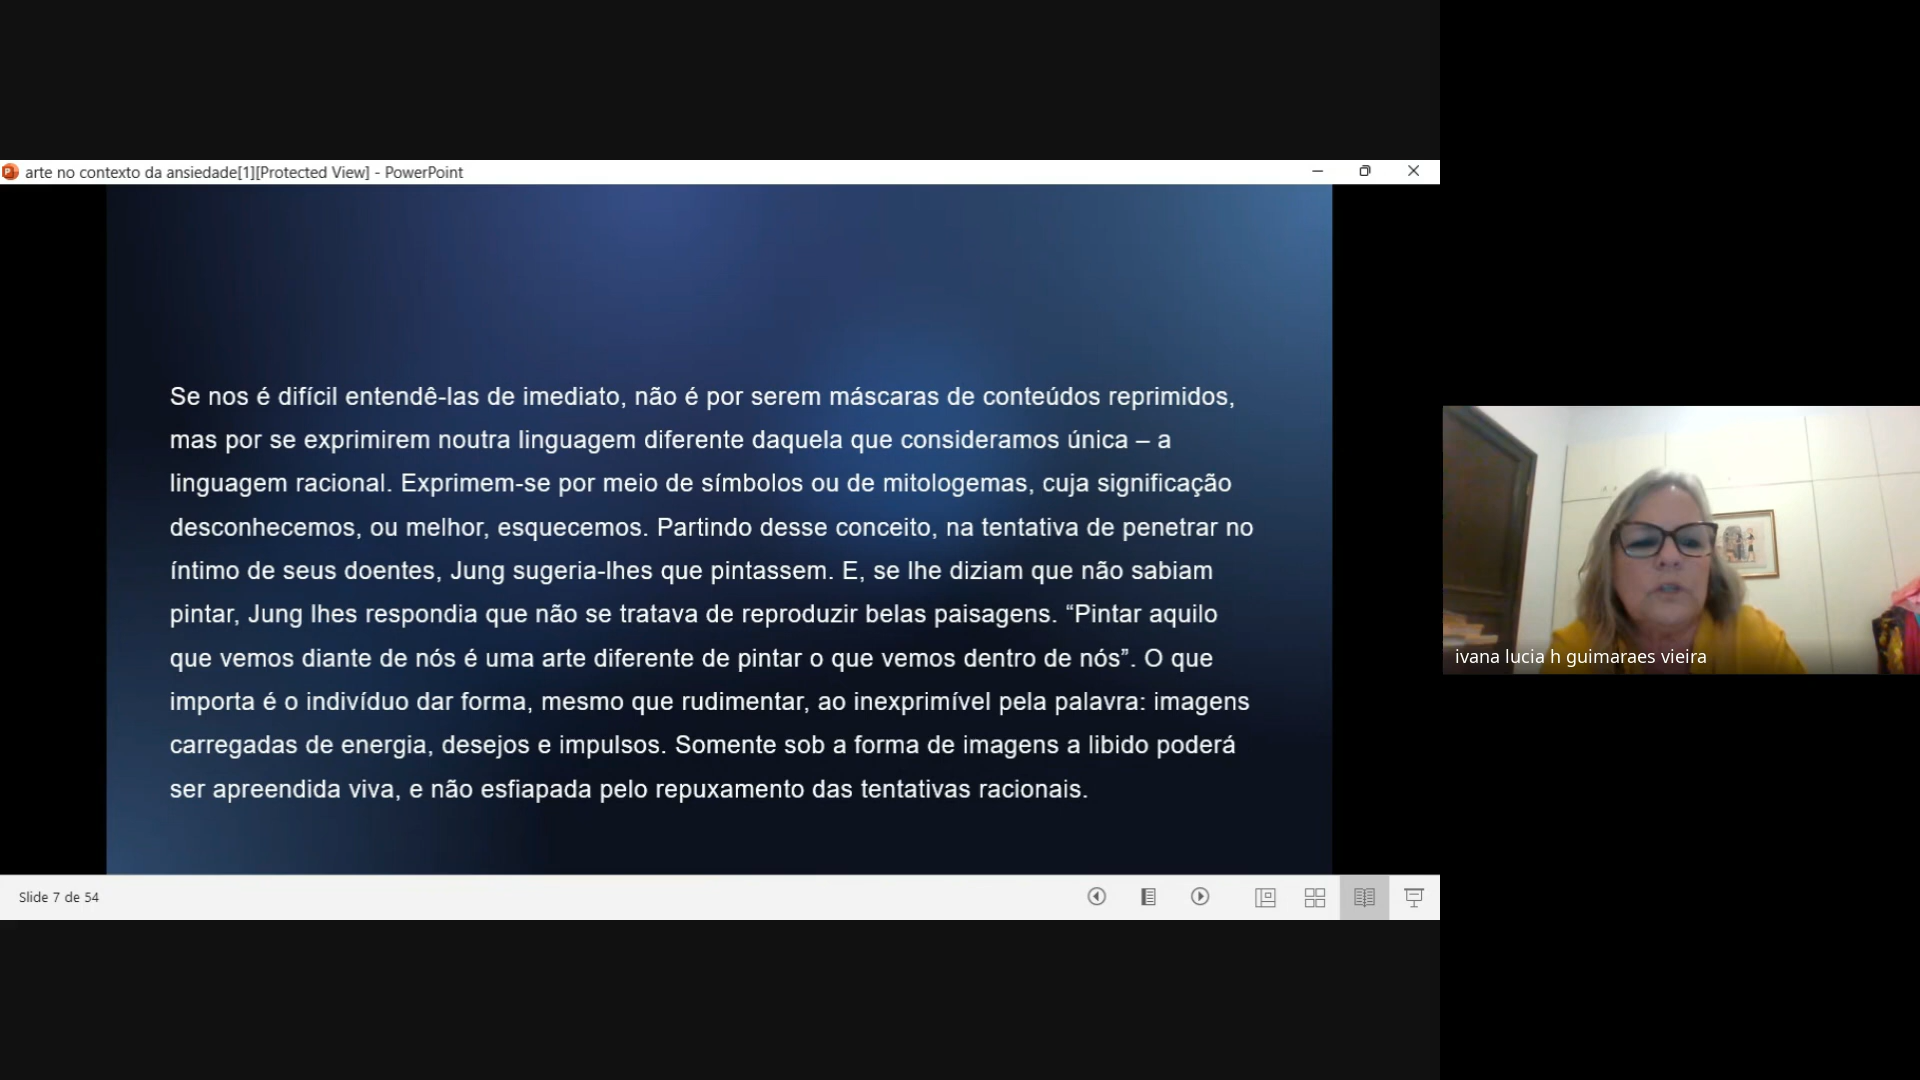 arte no contexto da ansiedade[1][Protected View] - PowerPoint
Se nos é difícil entendê-las de imediato, não é por serem máscaras de conteúdos reprimidos,
mas por se exprimirem noutra linguagem diferente daquela que consideramos única – a
linguagem racional. Exprimem-se por meio de símbolos ou de mitologemas, cuja significação
desconhecemos, ou melhor, esquecemos. Partindo desse conceito, na tentativa de penetrar no
íntimo de seus doentes, Jung sugeria-lhes que pintassem. E, se lhe diziam que não sabiam
pintar, Jung lhes respondia que não se tratava de reproduzir belas paisagens. “Pintar aquilo
que vemos diante de nós é uma arte diferente de pintar o que vemos dentro de nós”. O que
importa é o indivíduo dar forma, mesmo que rudimentar, ao inexprimível pela palavra: imagens
carregadas de energia, desejos e impulsos. Somente sob a forma de imagens a libido poderá
ser apreendida viva, e não esfiapada pelo repuxamento das tentativas racionais.
Slide 7 de 54
ivana lucia h guimaraes vieira